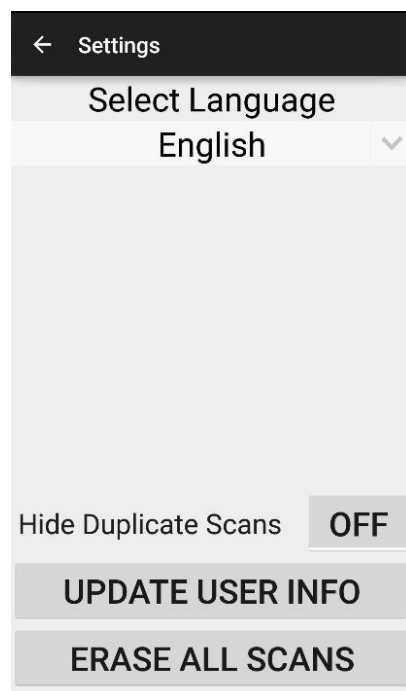 Settings
Select Language
English
Hide Duplicate Scans OFF
UPDATE USER INFO
ERASE ALL SCANS